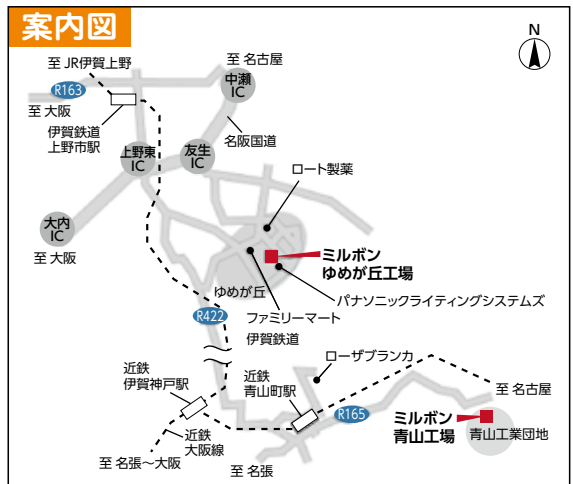 案内図
N
至 JR伊賀上野
至 名古屋
R163
中瀬
IC
至 大阪
伊賀鉄道
上野市駅
名阪国道
上野東
IC
友生
IC
ロート製薬
大内
IC
至 大阪
ミルボン
ゆめが丘工場
ゆめが丘
パナソニックライティングシステムズ
R422
ファミリーマート
伊賀鉄道
ローザブランカ
近鉄
伊賀神戸駅
近鉄
青山町駅
至 名古屋
R165
ミルボン
青山工場
青山工業団地
近鉄
大阪線
至 名張～大阪
至 名張